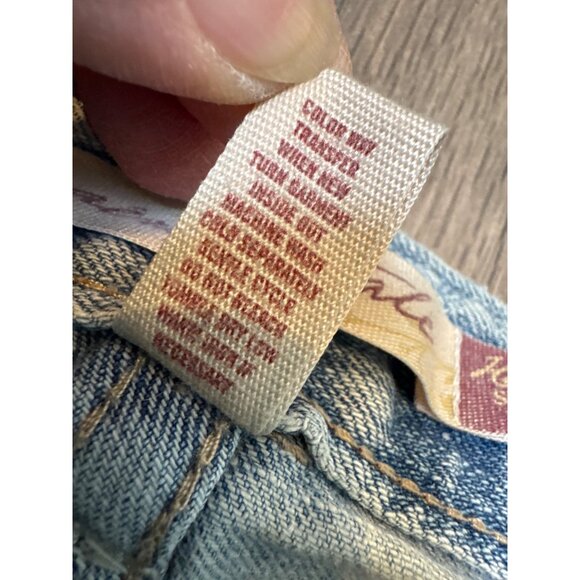 COLOR MAY
TRANSFER
WHEN NEW
TURN GARMENT
INSIDE OUT
MACHINE WASH
COLD SEPARATELY
GENTLE CYCLE
DO NOT BLEACH
TUMBLE DRY LOW
WARM IRON IF
NECESSARY